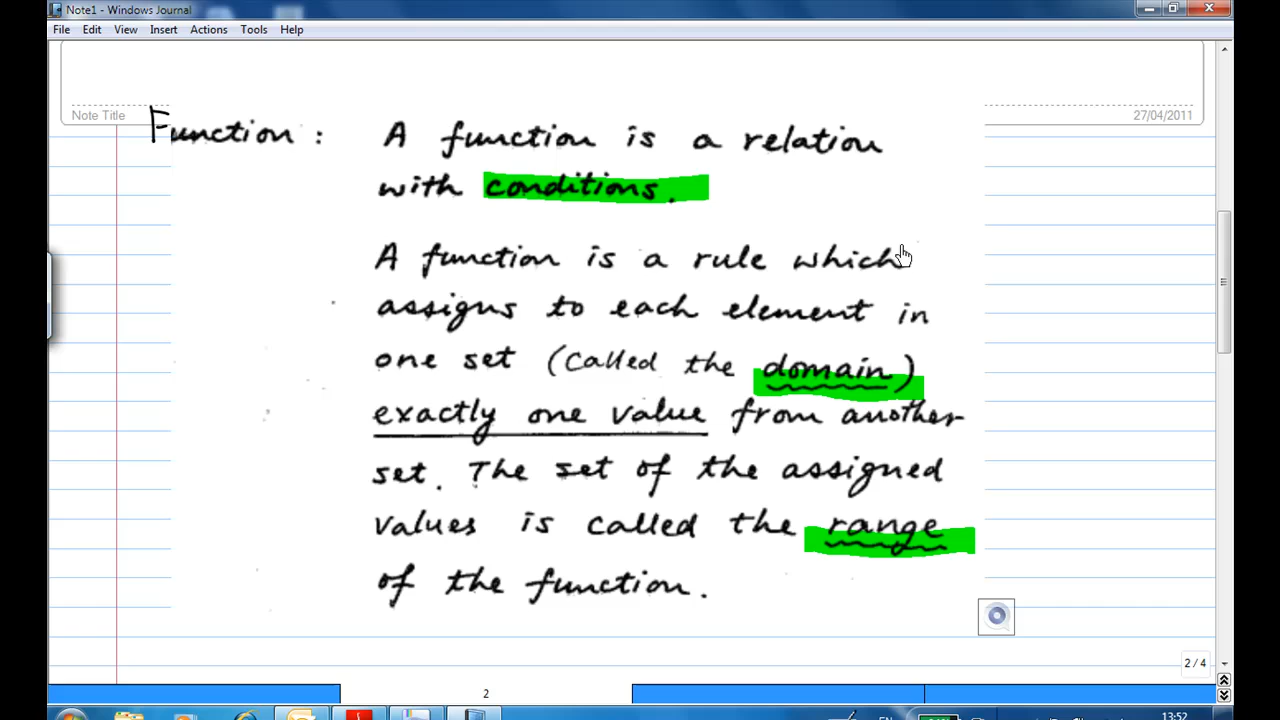 Note1 - Windows Journal
File Edit View Insert Actions Tools Help
Note Title
27/04/2011
Function : A function is a relation
with conditions.
A function is a rule which
assigns to each element in
one set (called the domain)
exactly one value from another
set. The set of the assigned
values is called the range
of the function.
2 / 4
2
EN
13:52